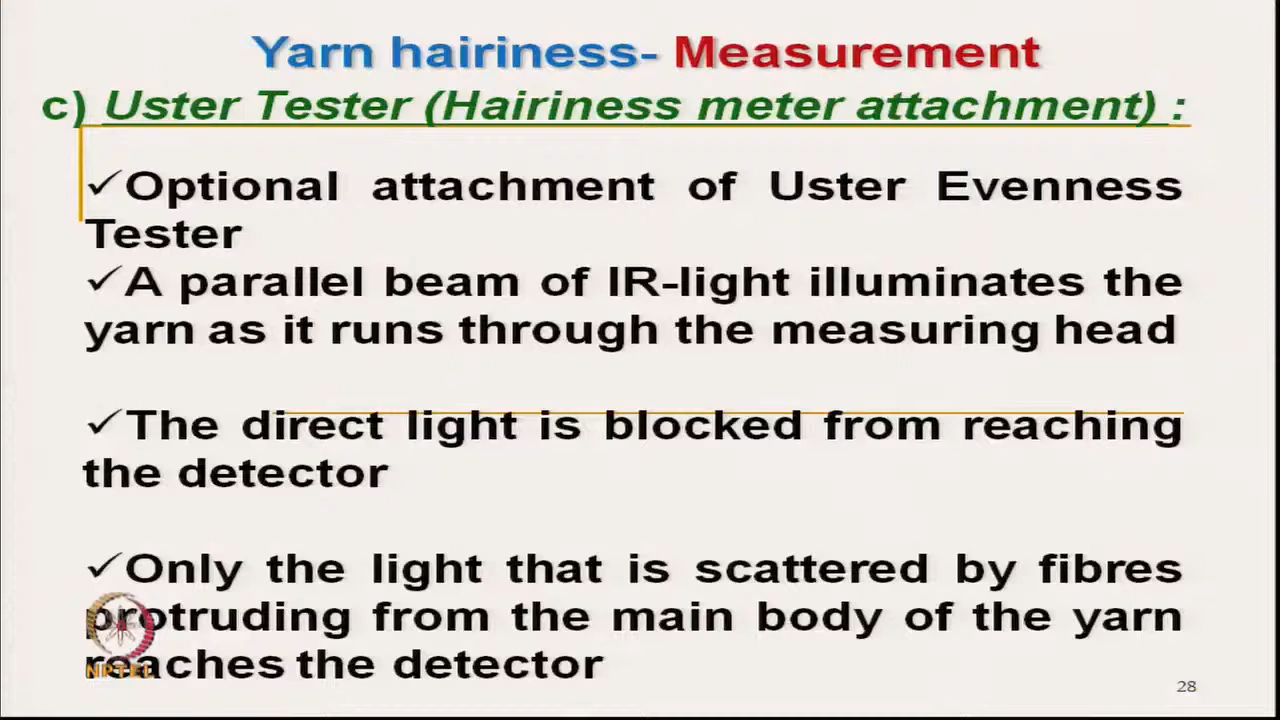 Yarn hairiness- Measurement
c) Uster Tester (Hairiness meter attachment) :
✓Optional attachment of Uster Evenness
Tester
✓A parallel beam of IR-light illuminates the
yarn as it runs through the measuring head
✓The direct light is blocked from reaching
the detector
✓Only the light that is scattered by fibres
protruding from the main body of the yarn
reaches the detector
NPTEL
28